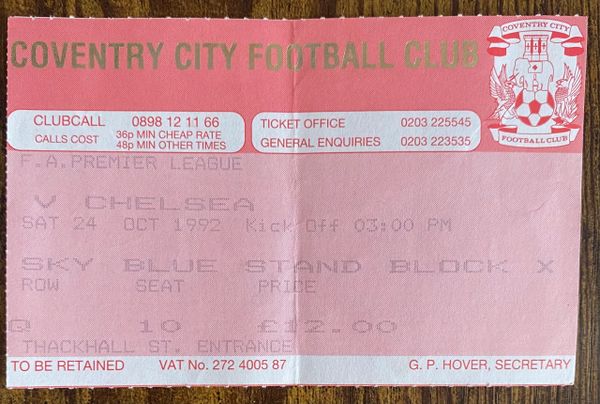 COVENTRY CITY FOOTBALL CLUB
COVENTRY CITY
FOOTBALL CLUB
CLUBCALL 0898 12 11 66
CALLS COST 36p MIN CHEAP RATE
48p MIN OTHER TIMES
TICKET OFFICE 0203 225545
GENERAL ENQUIRIES 0203 223535
F.A.PREMIER LEAGUE
V CHELSEA
SAT 24 OCT 1992 Kick Off 03:00 PM
SKY BLUE STAND BLOCK X
ROW SEAT PRICE
Q 10 £12.00
THACKHALL ST. ENTRANCE
TO BE RETAINED VAT No. 272 4005 87 G. P. HOVER, SECRETARY